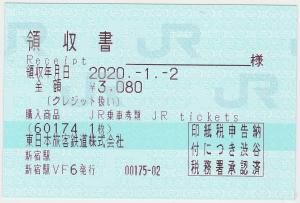 領収書
Receipt 様
領収年月日 2020.-1.-2
金額 ¥3,080
(クレジット扱い)
購入商品 JR乗車券類 JR tickets
(60174 1枚)
東日本旅客鉄道株式会社
新宿駅
新宿駅VF6発行 00175-02
印紙税申告納
付につき渋谷
税務署承認済